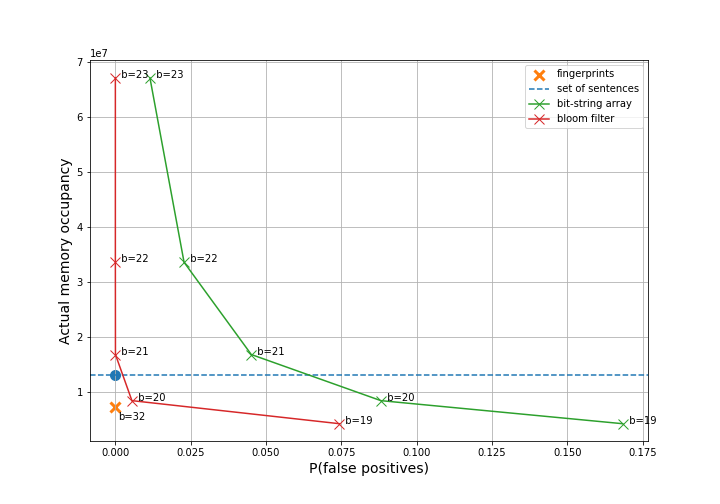 1e7
7
6
5
4
3
2
1
Actual memory occupancy
fingerprints
set of sentences
bit-string array
bloom filter
b=23 b=23
b=22 b=22
b=21 b=21
b=20 b=20
b=32
b=19 b=19
0.000 0.025 0.050 0.075 0.100 0.125 0.150 0.175
P(false positives)